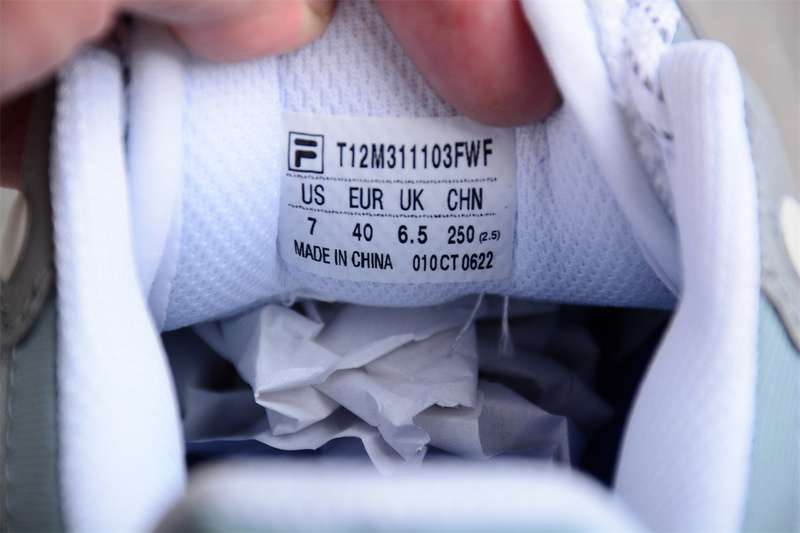 F T12M311103FWF
US EUR UK CHN
7 40 6.5 250 (2.5)
MADE IN CHINA 010CT0622